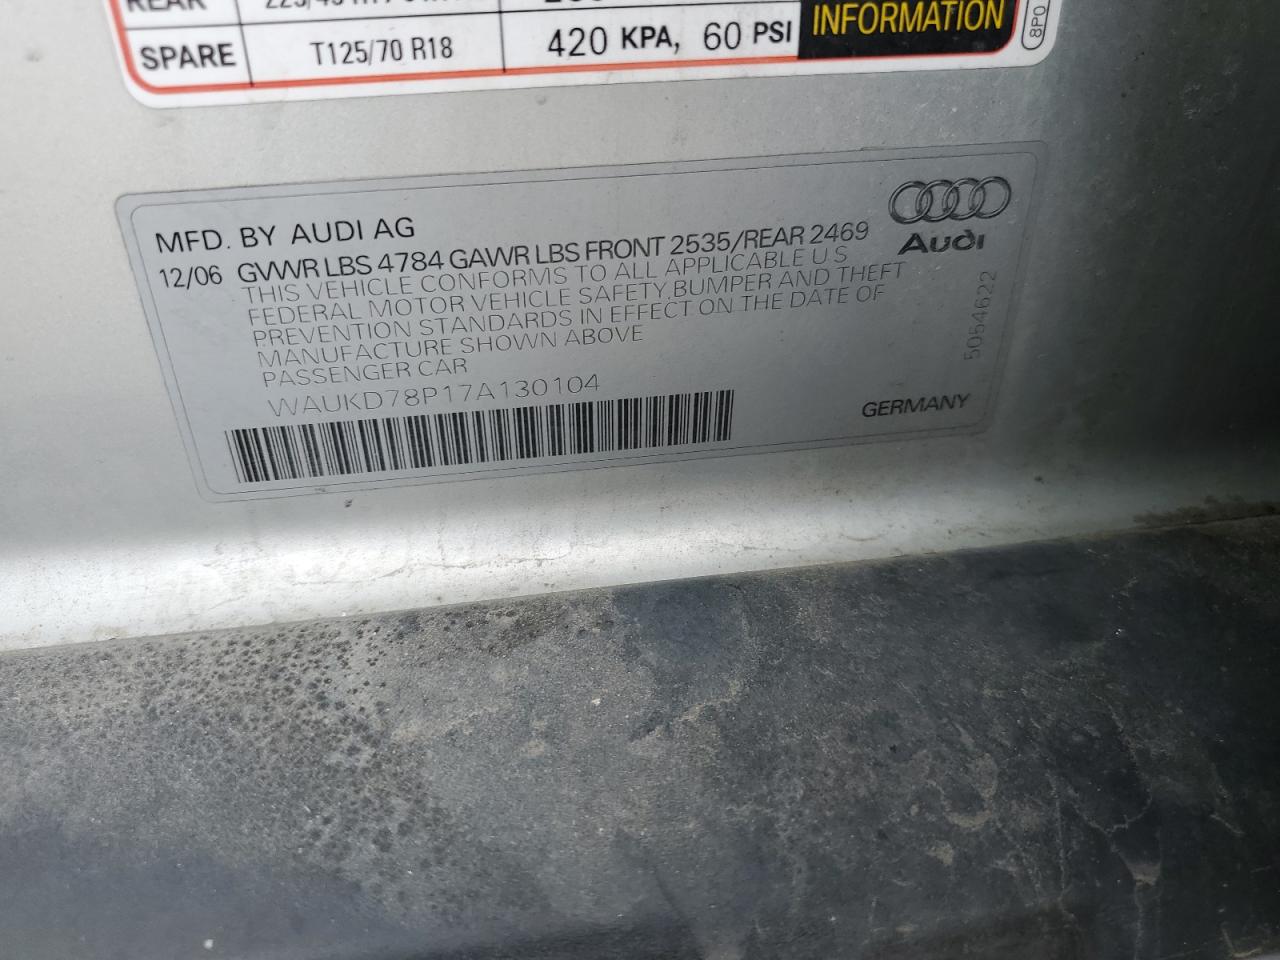 REAR
SPARE T125/70 R18 420 KPA, 60 PSI
INFORMATION
8P0
MFD. BY AUDI AG
12/06 GVWR LBS 4784 GAWR LBS FRONT 2535/REAR 2469
THIS VEHICLE CONFORMS TO ALL APPLICABLE U S
FEDERAL MOTOR VEHICLE SAFETY,BUMPER AND THEFT
PREVENTION STANDARDS IN EFFECT ON THE DATE OF
MANUFACTURE SHOWN ABOVE
PASSENGER CAR
WAUKD78P17A130104
Audi
5054622
GERMANY